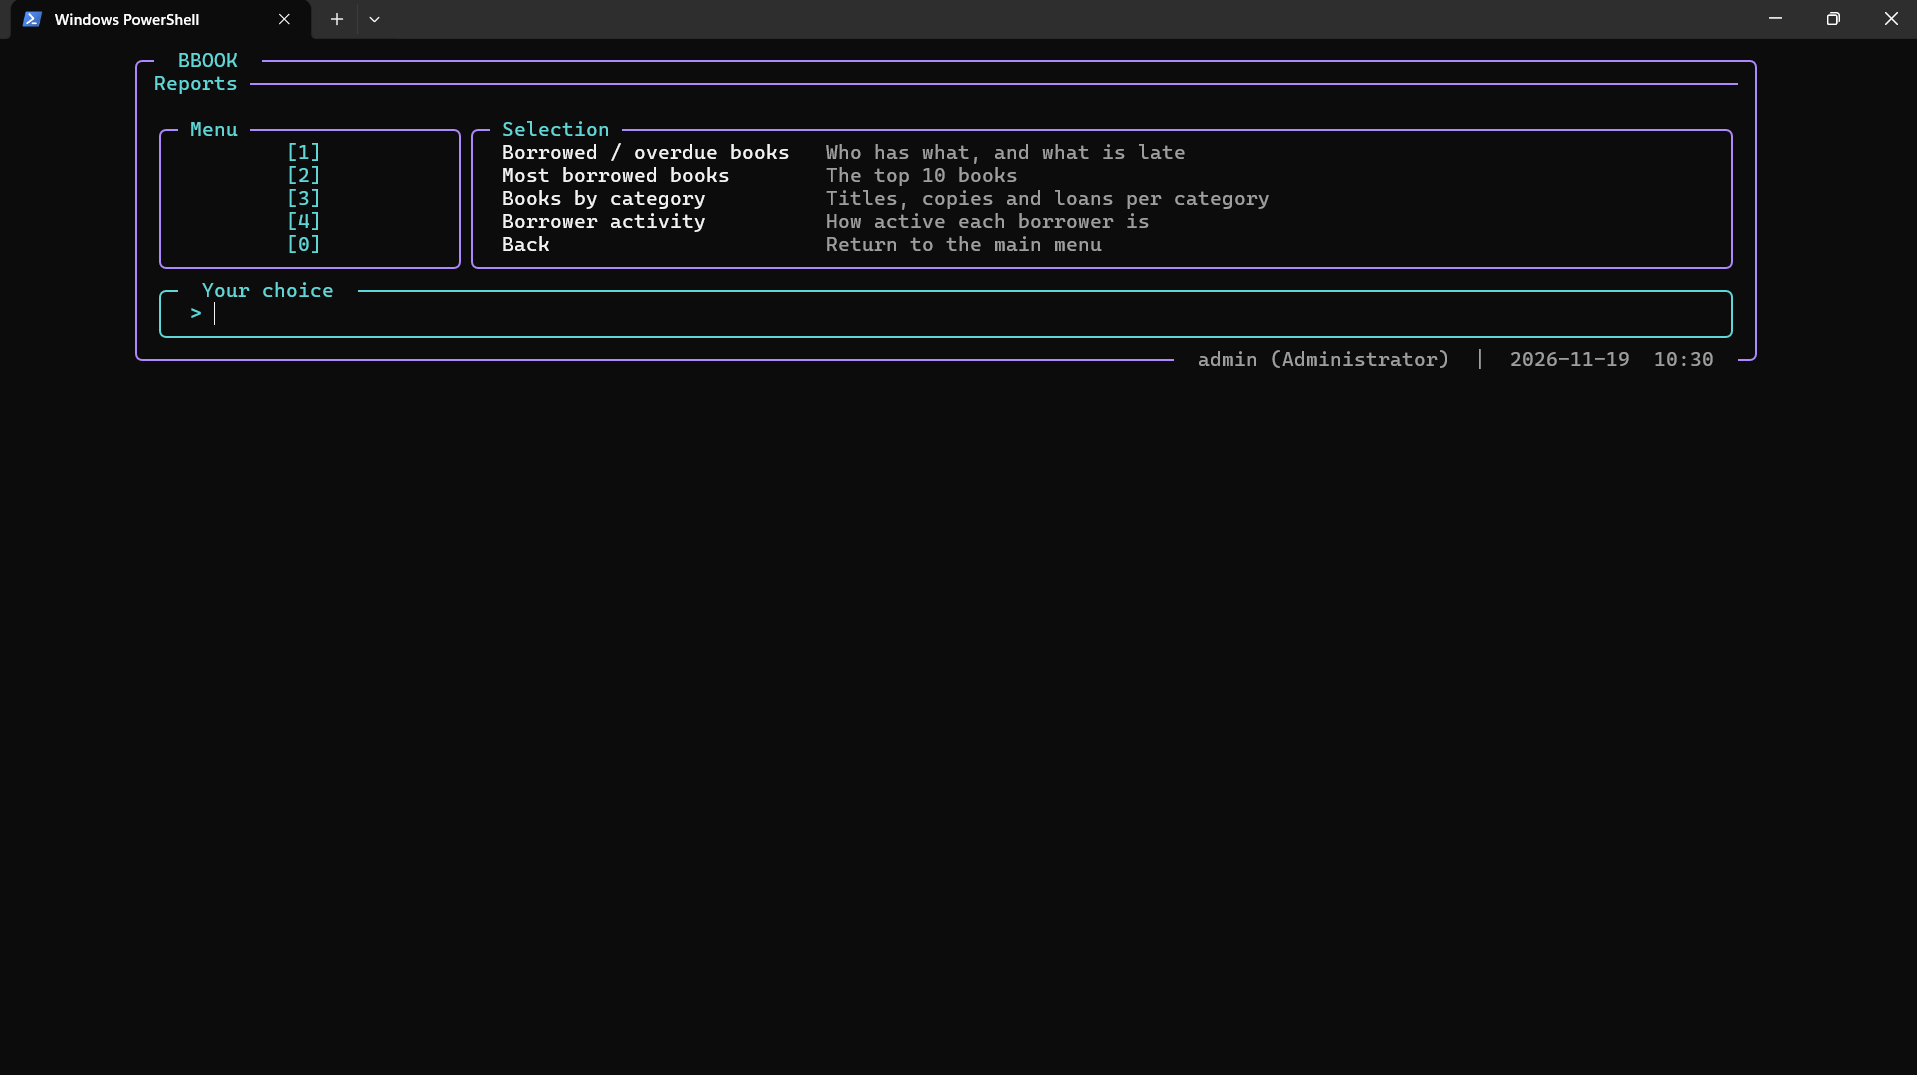 Windows PowerShell
BBOOK
Reports
Menu
Selection
[1] Borrowed / overdue books Who has what, and what is late
[2] Most borrowed books The top 10 books
[3] Books by category Titles, copies and loans per category
[4] Borrower activity How active each borrower is
[0] Back Return to the main menu
Your choice
>
admin (Administrator) | 2026-11-19 10:30